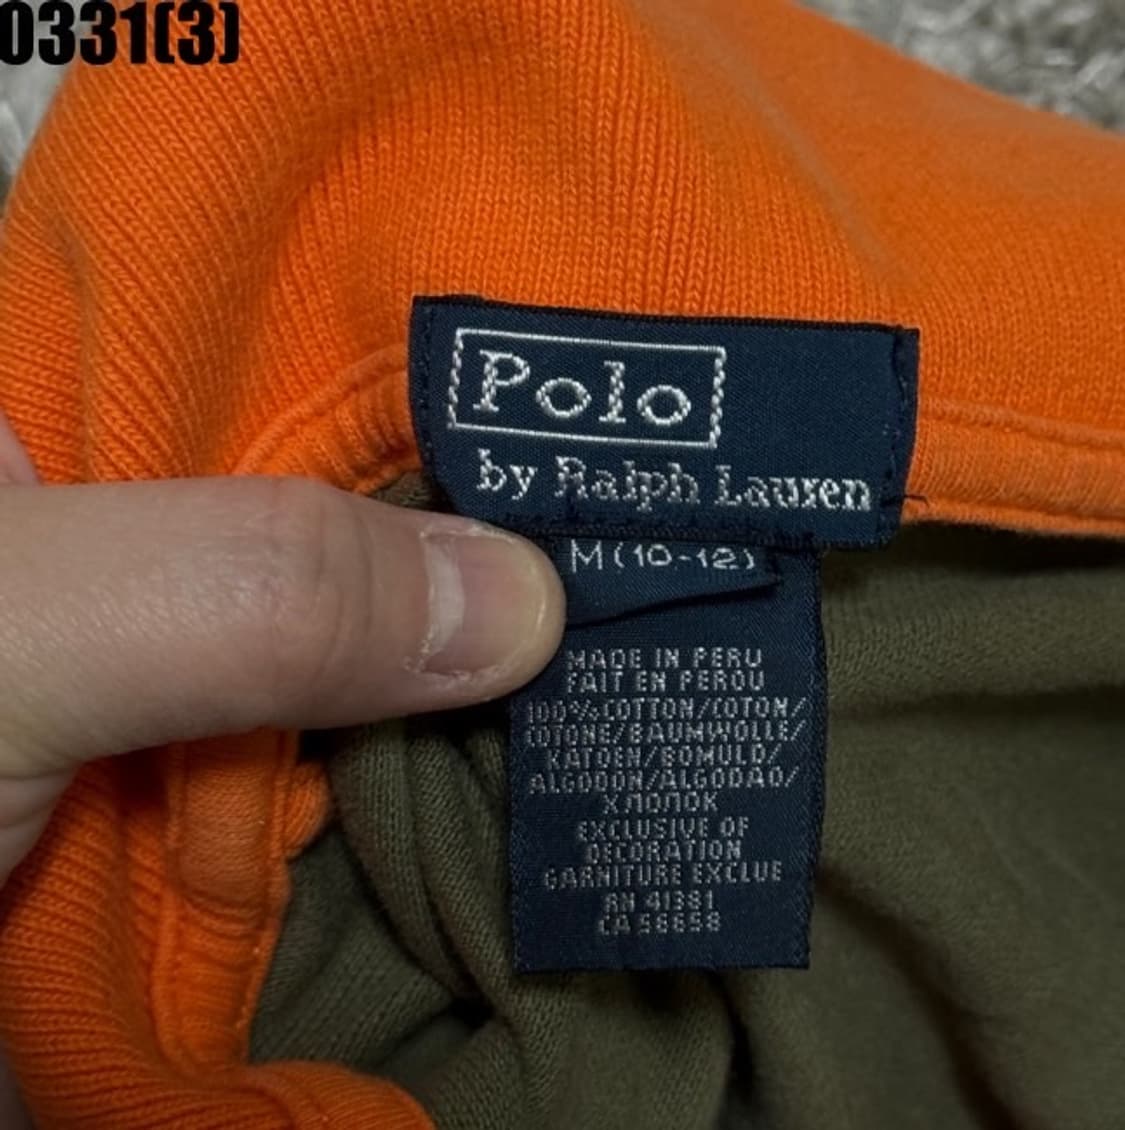 0331(3)
Polo
by Ralph Lauren
M (10-12)
MADE IN PERU
FAIT EN PEROU
100% COTTON/COTON/
COTONE/BAUMWOLLE/
KATOEN/BOMULD/
ALGODON/ALGODAO/
ХЛОПОК
EXCLUSIVE OF
DECORATION
GARNITURE EXCLUE
RN 41381
CA 56858